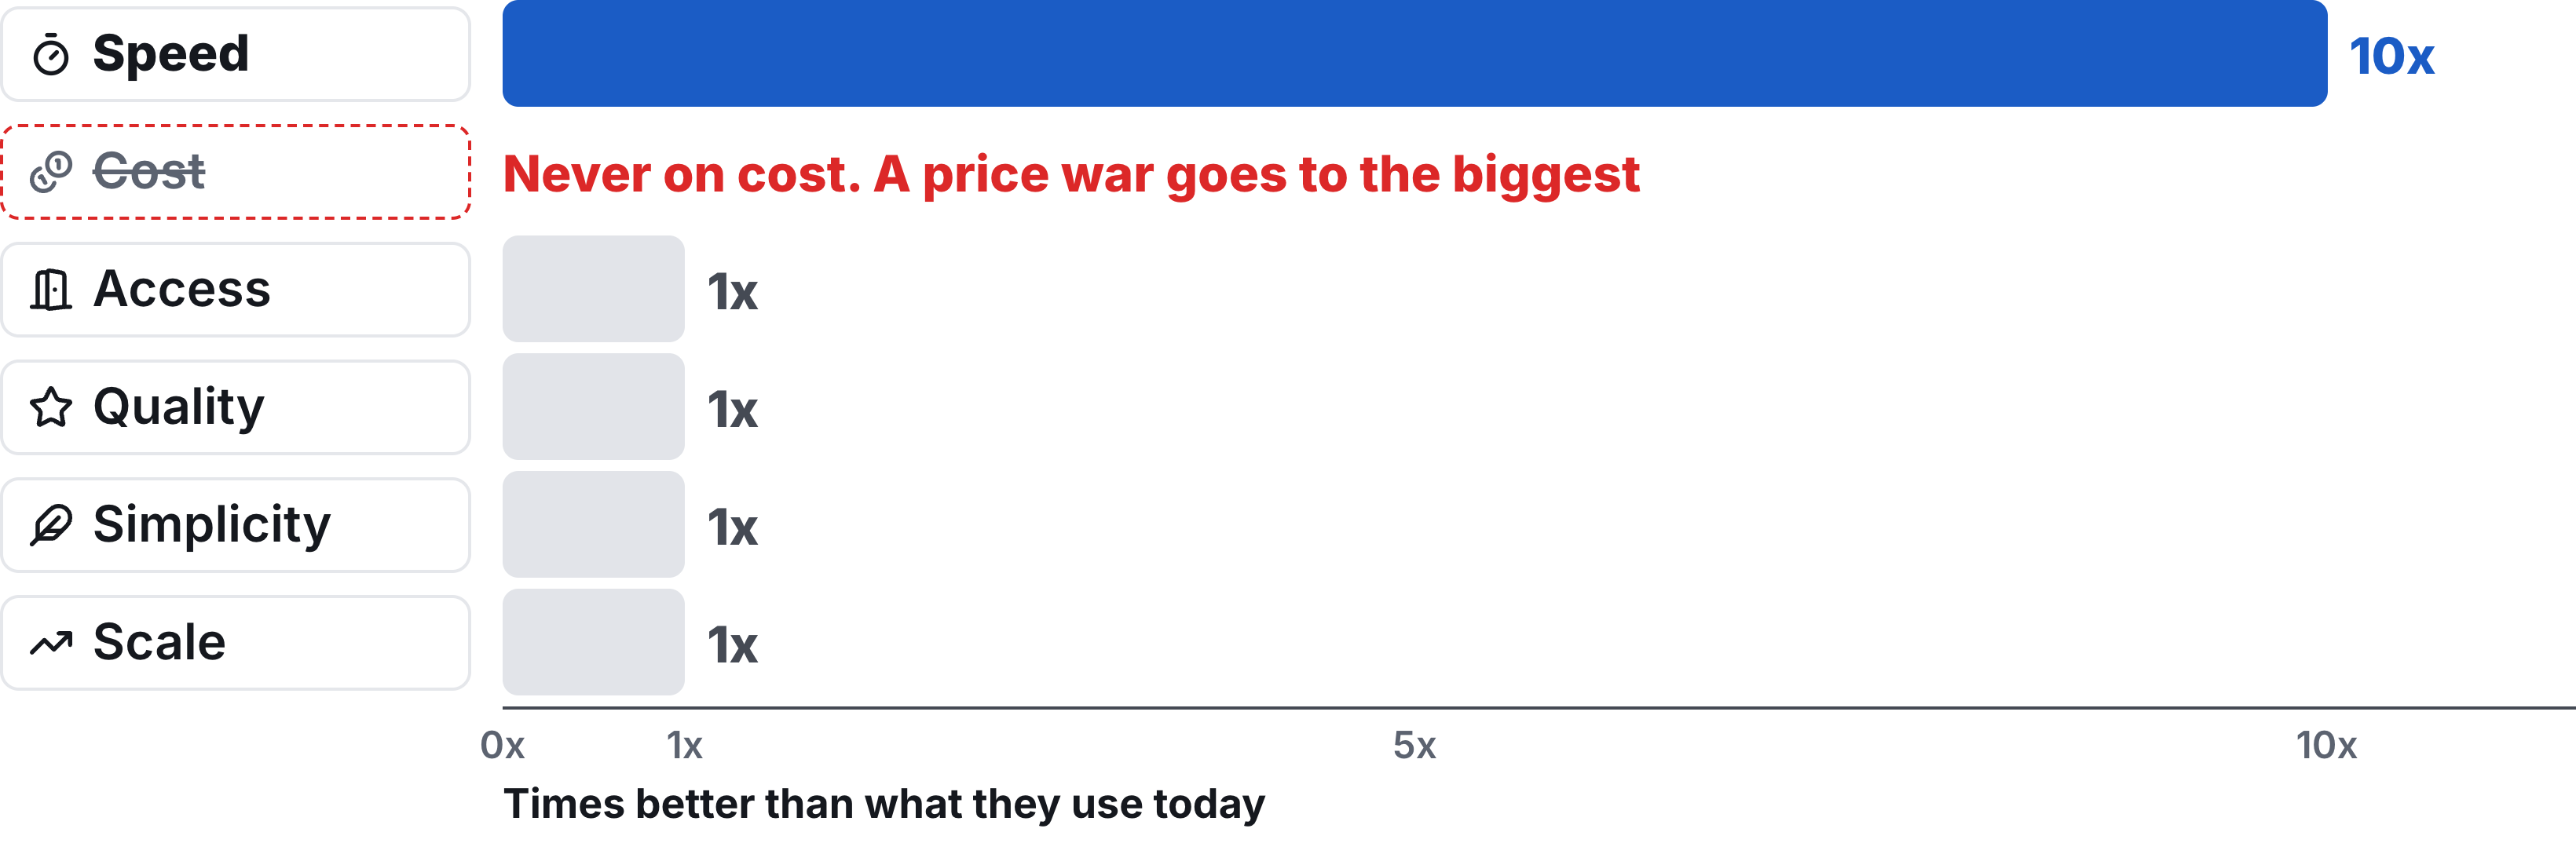 Speed
10x
Cost
Never on cost. A price war goes to the biggest
Access
1x
Quality
1x
Simplicity
1x
Scale
1x
0x 1x 5x 10x
Times better than what they use today